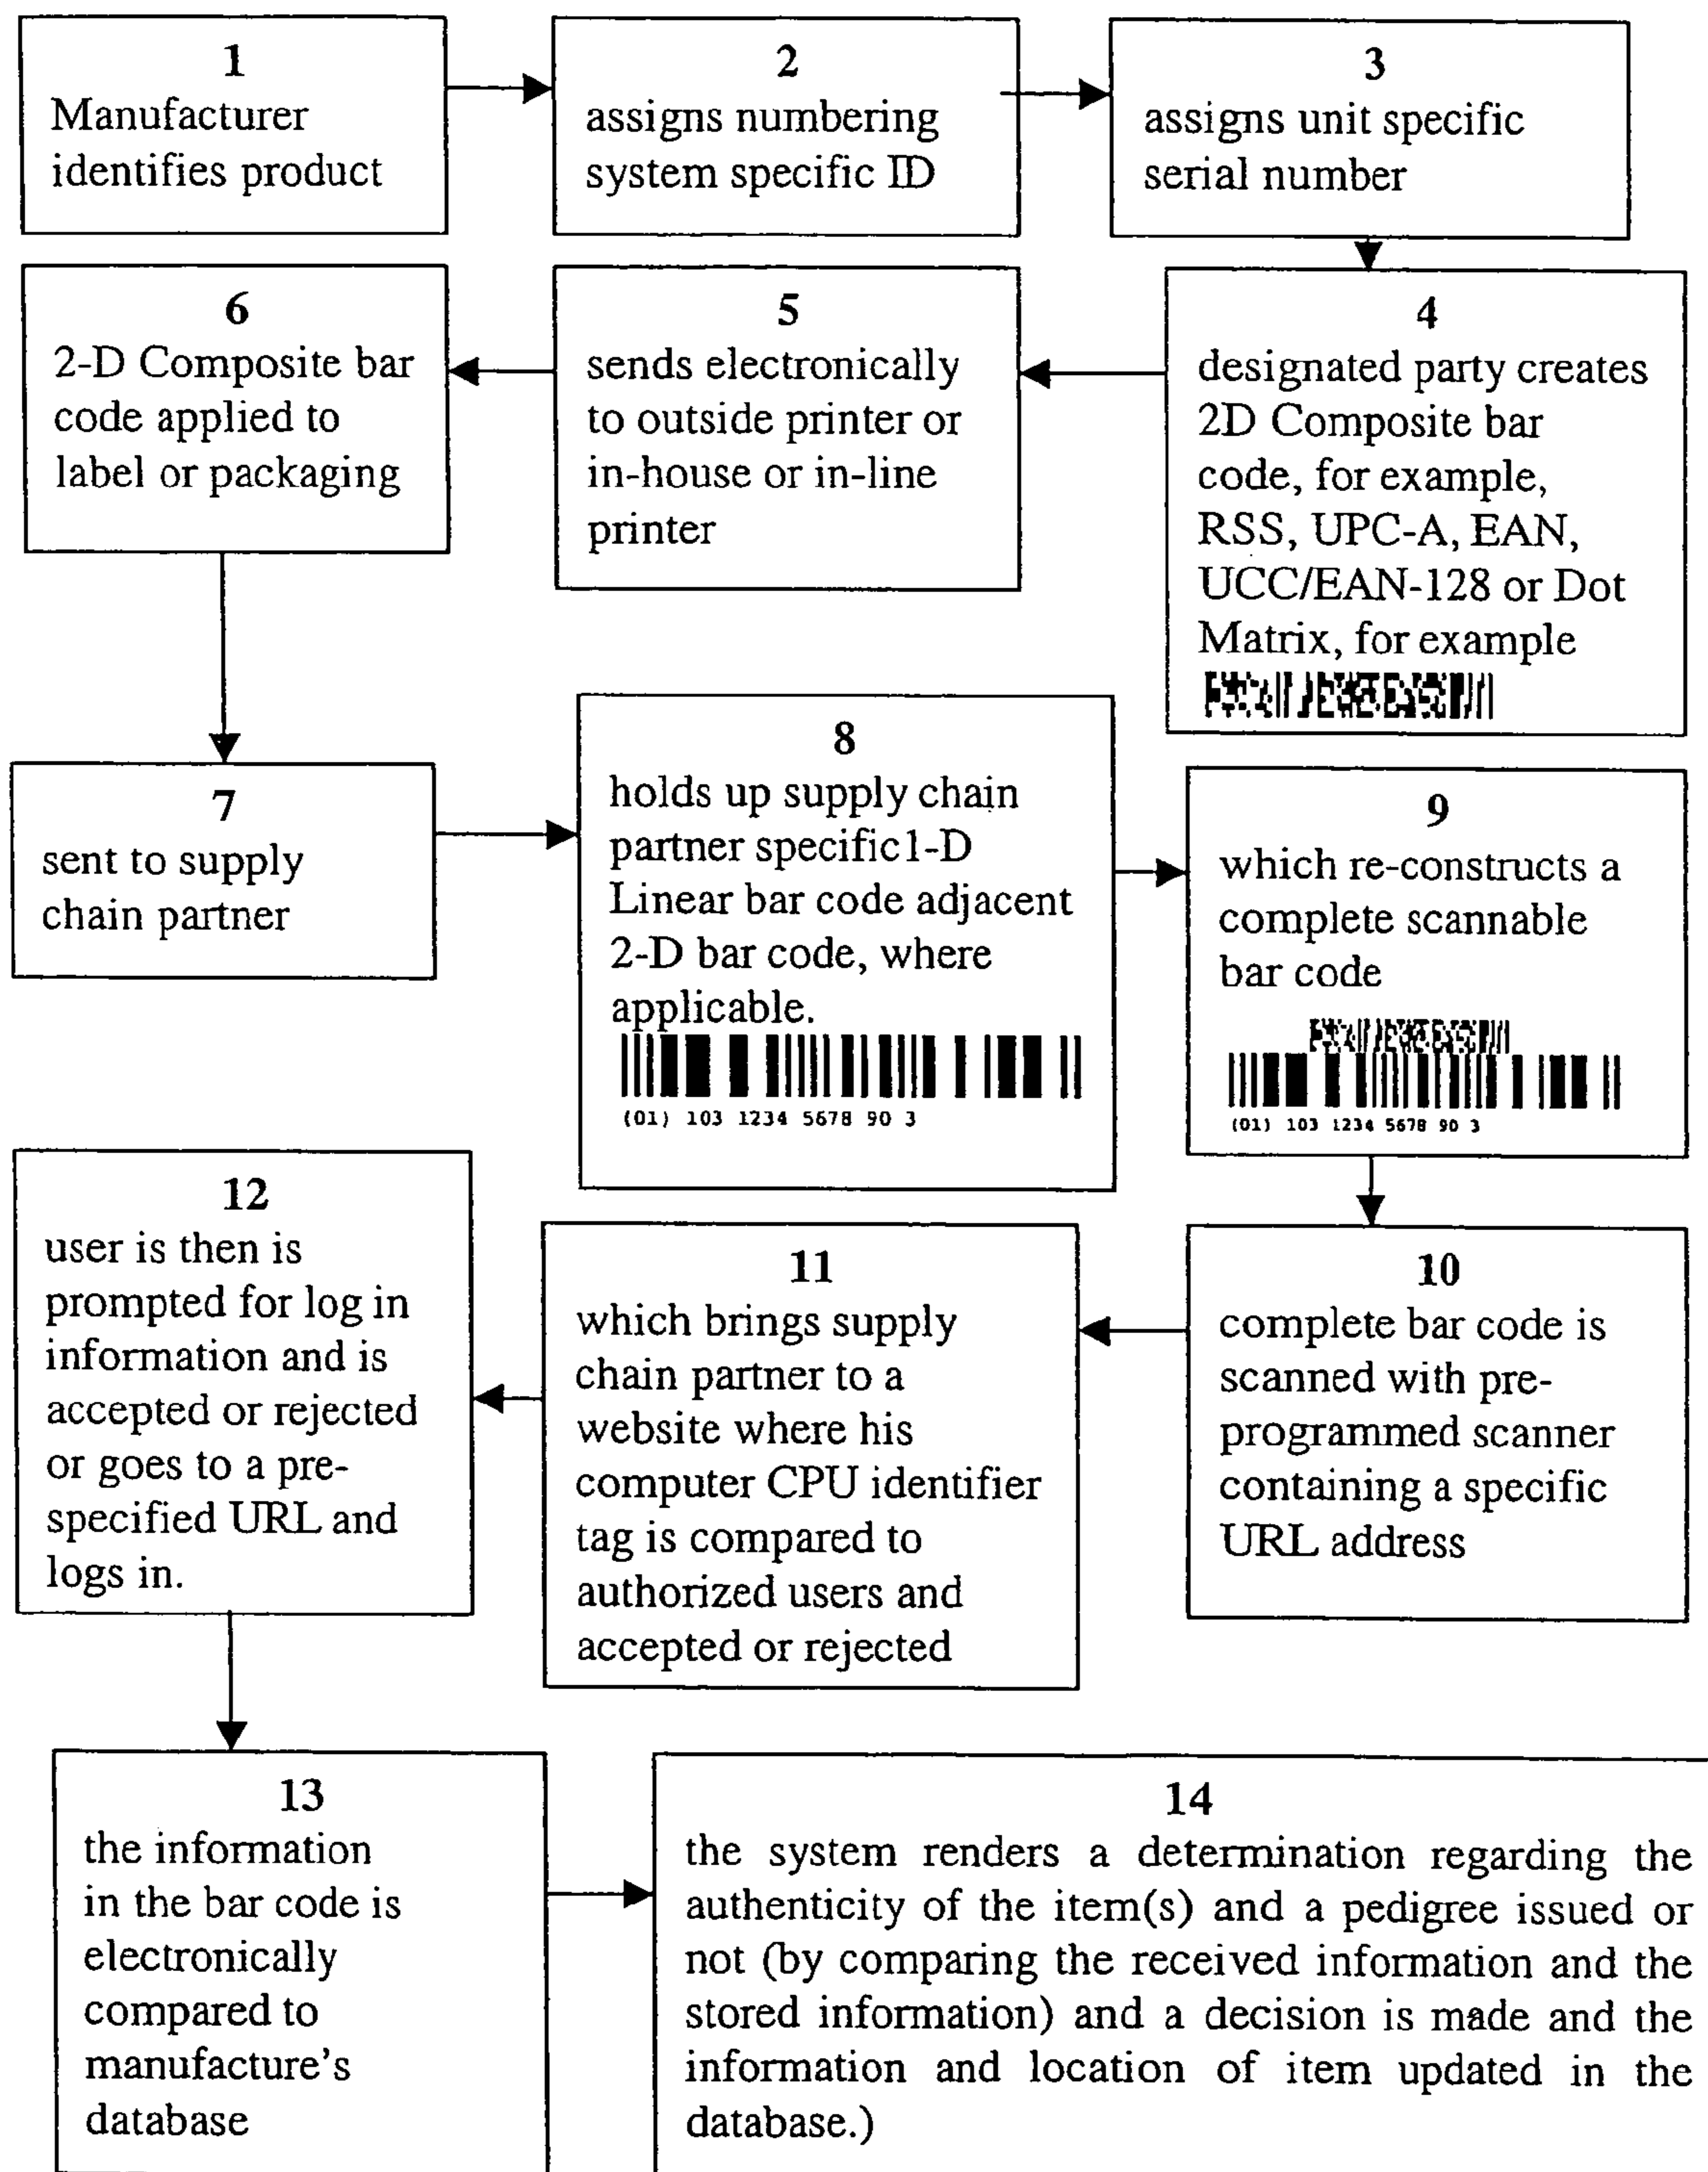 1
Manufacturer
identifies product
2
assigns numbering
system specific ID
3
assigns unit specific
serial number
4
designated party creates
2D Composite bar
code, for example,
RSS, UPC-A, EAN,
UCC/EAN-128 or Dot
Matrix, for example
5
sends electronically
to outside printer or
in-house or in-line
printer
6
2-D Composite bar
code applied to
label or packaging
7
sent to supply
chain partner
8
holds up supply chain
partner specific 1-D
Linear bar code adjacent
2-D bar code, where
applicable.
(01) 103 1234 5678 90 3
9
which re-constructs a
complete scannable
bar code
(01) 103 1234 5678 90 3
10
complete bar code is
scanned with pre-
programmed scanner
containing a specific
URL address
11
which brings supply
chain partner to a
website where his
computer CPU identifier
tag is compared to
authorized users and
accepted or rejected
12
user is then is
prompted for log in
information and is
accepted or rejected
or goes to a pre-
specified URL and
logs in.
13
the information
in the bar code is
electronically
compared to
manufacture's
database
14
the system renders a determination regarding the
authenticity of the item(s) and a pedigree issued or
not (by comparing the received information and the
stored information) and a decision is made and the
information and location of item updated in the
database.)